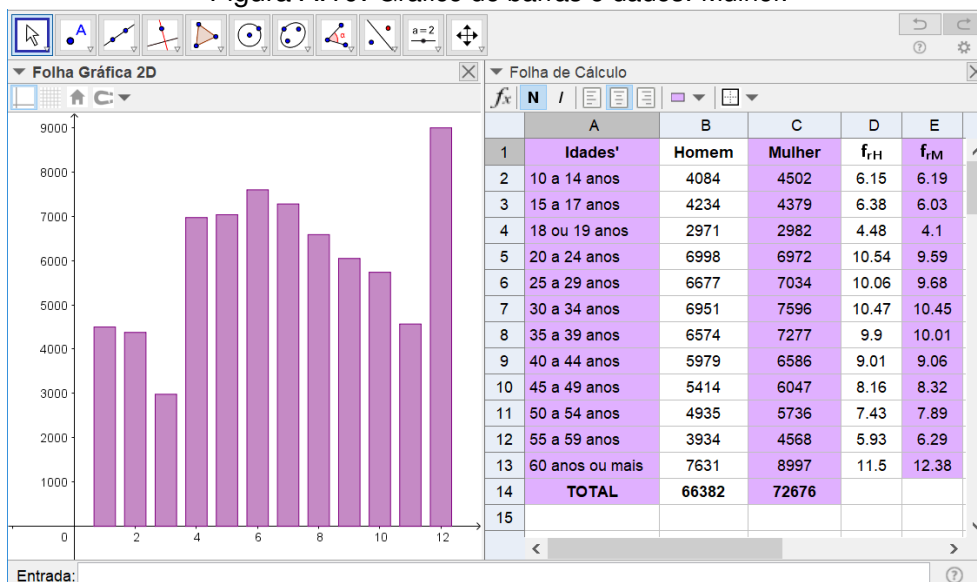 a=2
Folha Gráfica 2D
Folha de Cálculo
fx N I
A B C D E
1 Idades' Homem Mulher frH frM
2 10 a 14 anos 4084 4502 6.15 6.19
3 15 a 17 anos 4234 4379 6.38 6.03
4 18 ou 19 anos 2971 2982 4.48 4.1
5 20 a 24 anos 6998 6972 10.54 9.59
6 25 a 29 anos 6677 7034 10.06 9.68
7 30 a 34 anos 6951 7596 10.47 10.45
8 35 a 39 anos 6574 7277 9.9 10.01
9 40 a 44 anos 5979 6586 9.01 9.06
10 45 a 49 anos 5414 6047 8.16 8.32
11 50 a 54 anos 4935 5736 7.43 7.89
12 55 a 59 anos 3934 4568 5.93 6.29
13 60 anos ou mais 7631 8997 11.5 12.38
14 TOTAL 66382 72676
15
9000
8000
7000
6000
5000
4000
3000
2000
1000
0 2 4 6 8 10 12
Entrada: